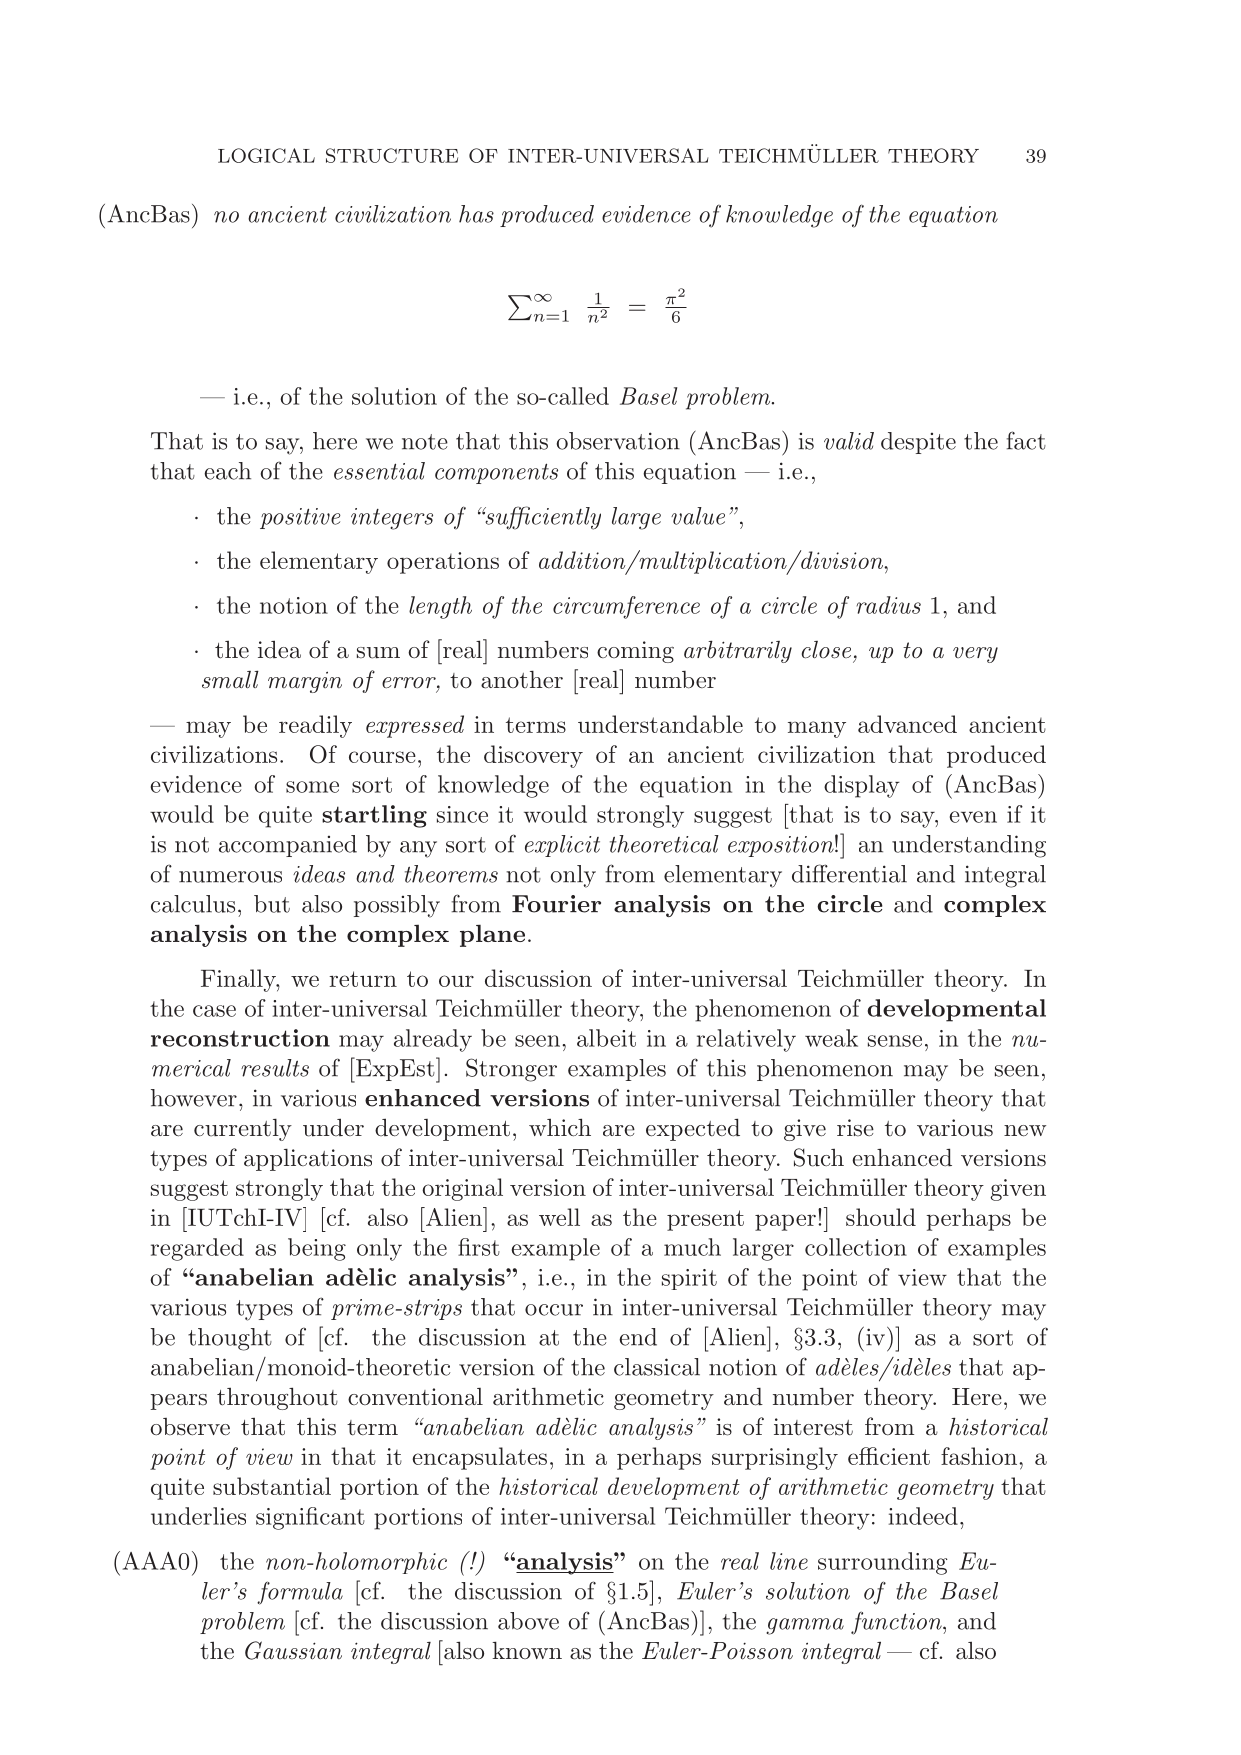 LOGICAL STRUCTURE OF INTER-UNIVERSAL TEICHMÜLLER THEORY 39
(AncBas) no ancient civilization has produced evidence of knowledge of the equation
∑_{n=1}^{∞} 1/n² = π²/6
— i.e., of the solution of the so-called Basel problem.
That is to say, here we note that this observation (AncBas) is valid despite the fact
that each of the essential components of this equation — i.e.,
· the positive integers of “sufficiently large value”,
· the elementary operations of addition/multiplication/division,
· the notion of the length of the circumference of a circle of radius 1, and
· the idea of a sum of [real] numbers coming arbitrarily close, up to a very
small margin of error, to another [real] number
— may be readily expressed in terms understandable to many advanced ancient
civilizations. Of course, the discovery of an ancient civilization that produced
evidence of some sort of knowledge of the equation in the display of (AncBas)
would be quite startling since it would strongly suggest [that is to say, even if it
is not accompanied by any sort of explicit theoretical exposition!] an understanding
of numerous ideas and theorems not only from elementary differential and integral
calculus, but also possibly from Fourier analysis on the circle and complex
analysis on the complex plane.
Finally, we return to our discussion of inter-universal Teichmüller theory. In
the case of inter-universal Teichmüller theory, the phenomenon of developmental
reconstruction may already be seen, albeit in a relatively weak sense, in the nu-
merical results of [ExpEst]. Stronger examples of this phenomenon may be seen,
however, in various enhanced versions of inter-universal Teichmüller theory that
are currently under development, which are expected to give rise to various new
types of applications of inter-universal Teichmüller theory. Such enhanced versions
suggest strongly that the original version of inter-universal Teichmüller theory given
in [IUTchI-IV] [cf. also [Alien], as well as the present paper!] should perhaps be
regarded as being only the first example of a much larger collection of examples
of “anabelian adèlic analysis”, i.e., in the spirit of the point of view that the
various types of prime-strips that occur in inter-universal Teichmüller theory may
be thought of [cf. the discussion at the end of [Alien], §3.3, (iv)] as a sort of
anabelian/monoid-theoretic version of the classical notion of adèles/idèles that ap-
pears throughout conventional arithmetic geometry and number theory. Here, we
observe that this term “anabelian adèlic analysis” is of interest from a historical
point of view in that it encapsulates, in a perhaps surprisingly efficient fashion, a
quite substantial portion of the historical development of arithmetic geometry that
underlies significant portions of inter-universal Teichmüller theory: indeed,
(AAA0) the non-holomorphic (!) “analysis” on the real line surrounding Eu-
ler’s formula [cf. the discussion of §1.5], Euler’s solution of the Basel
problem [cf. the discussion above of (AncBas)], the gamma function, and
the Gaussian integral [also known as the Euler-Poisson integral — cf. also